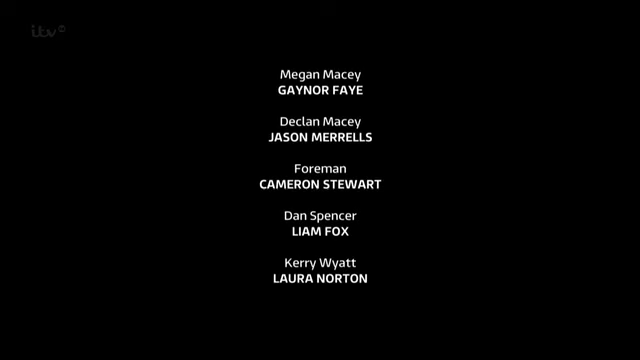 itv
Megan Macey
GAYNOR FAYE
Declan Macey
JASON MERRELLS
Foreman
CAMERON STEWART
Dan Spencer
LIAM FOX
Kerry Wyatt
LAURA NORTON